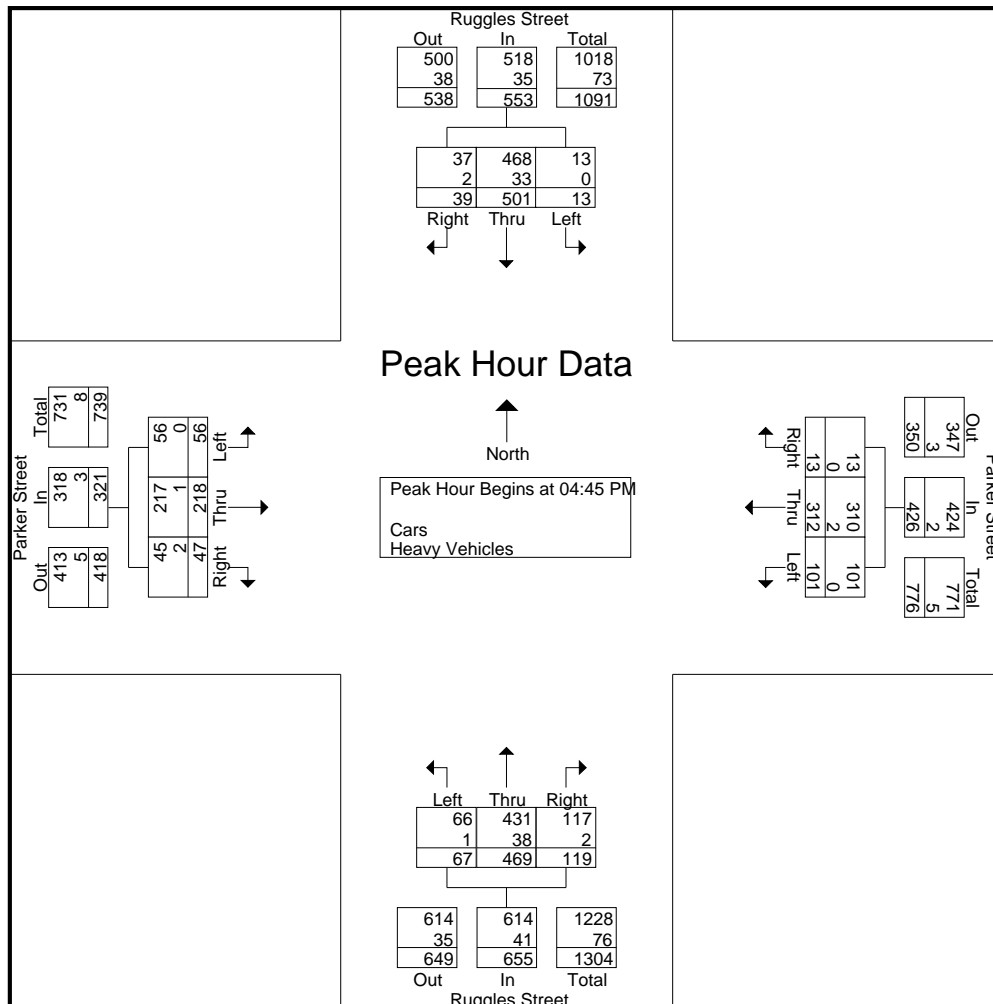 Ruggles Street
Out In Total
500 518 1018
38 35 73
538 553 1091
37 468 13
2 33 0
39 501 13
Right Thru Left
Peak Hour Data
North
Peak Hour Begins at 04:45 PM
Cars
Heavy Vehicles
Parker Street
Total In Out
731 318 413
8 3 5
739 321 418
56 217 45
0 1 2
56 218 47
Left Thru Right
Right Thru Left
13 310 101
0 2 0
13 312 101
Out In Total
347 424 771
3 2 5
350 426 776
Parker Street
Left Thru Right
66 431 117
1 38 2
67 469 119
614 614 1228
35 41 76
649 655 1304
Out In Total
Ruggles Street